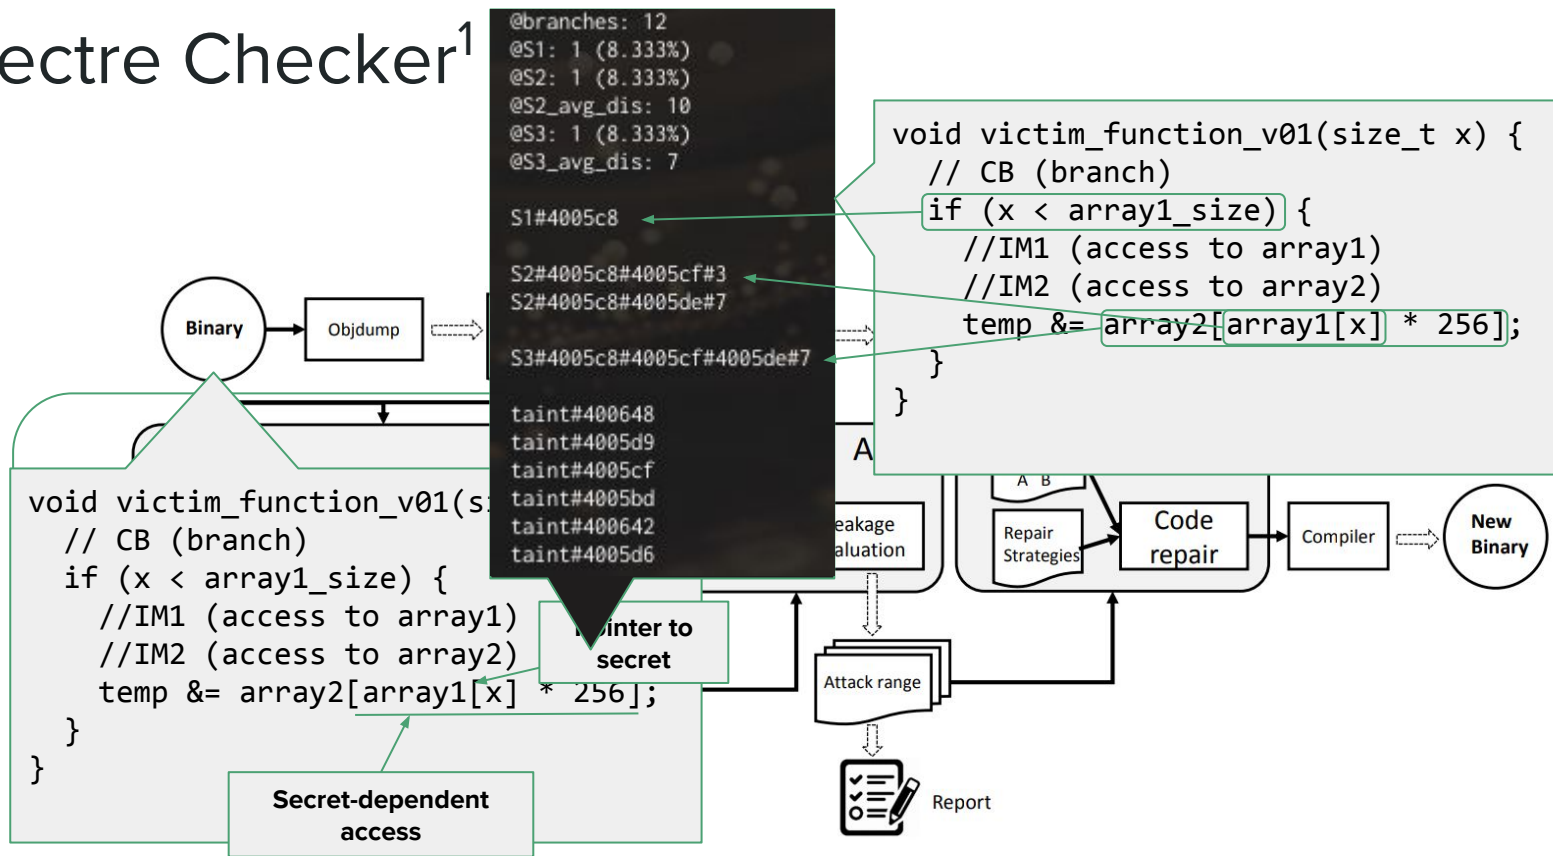 ectre Checker¹
@branches: 12
@S1: 1 (8.333%)
@S2: 1 (8.333%)
@S2_avg_dis: 10
@S3: 1 (8.333%)
@S3_avg_dis: 7
S1#4005c8
S2#4005c8#4005cf#3
S2#4005c8#4005de#7
S3#4005c8#4005cf#4005de#7
taint#400648
taint#4005d9
taint#4005cf
taint#4005bd
taint#400642
taint#4005d6
void victim_function_v01(size_t x) {
// CB (branch)
if (x < array1_size) {
//IM1 (access to array1)
//IM2 (access to array2)
temp &= array2[array1[x] * 256];
}
}
Binary
Objdump
void victim_function_v01(si
// CB (branch)
if (x < array1_size) {
//IM1 (access to array1)
//IM2 (access to array2)
temp &= array2[array1[x] * 256];
}
}
inter to
secret
Secret-dependent
access
A
eakage
aluation
A B
Repair
Strategies
Code
repair
Compiler
New
Binary
Attack range
Report